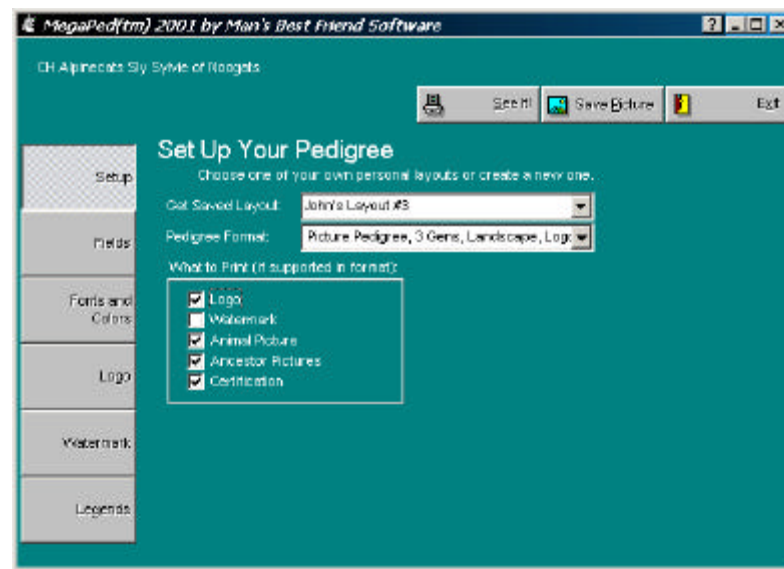 MegaPed(tm) 2001 by Man's Best Friend Software
CH Alpinecats Sly Sylvie of Noogats
See It!
Save Picture
Exit
Setup
Fields
Fonts and
Colors
Logo
Watermark
Legends
Set Up Your Pedigree
Choose one of your own personal layouts or create a new one.
Get Saved Layout:
John's Layout #3
Pedigree Format:
Picture Pedigree, 3 Gens, Landscape, Logo
What to Print (if supported in format):
Logo
Watermark
Animal Picture
Ancestor Pictures
Certification